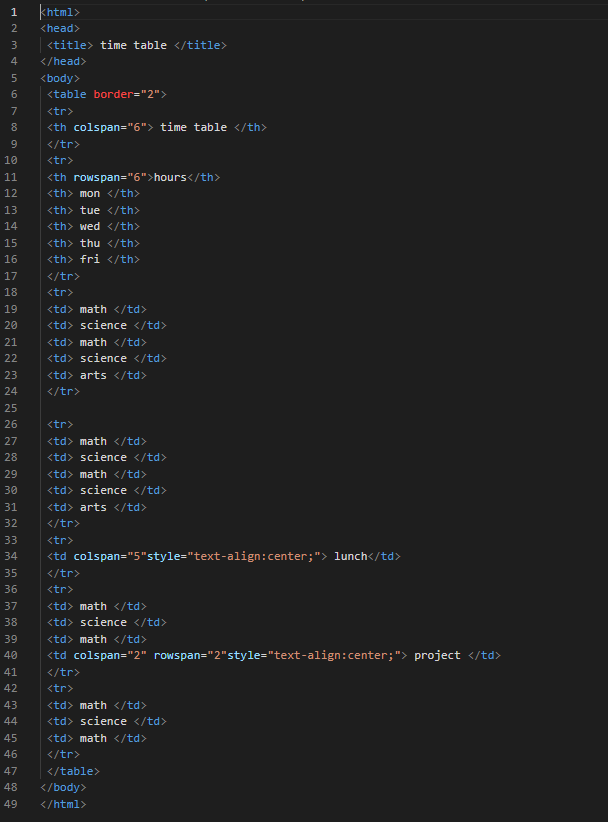 1 <html>
2 <head>
3 <title> time table </title>
4 </head>
5 <body>
6 <table border="2">
7 <tr>
8 <th colspan="6"> time table </th>
9 </tr>
10 <tr>
11 <th rowspan="6">hours</th>
12 <th> mon </th>
13 <th> tue </th>
14 <th> wed </th>
15 <th> thu </th>
16 <th> fri </th>
17 </tr>
18 <tr>
19 <td> math </td>
20 <td> science </td>
21 <td> math </td>
22 <td> science </td>
23 <td> arts </td>
24 </tr>
25
26 <tr>
27 <td> math </td>
28 <td> science </td>
29 <td> math </td>
30 <td> science </td>
31 <td> arts </td>
32 </tr>
33 <tr>
34 <td colspan="5"style="text-align:center;"> lunch</td>
35 </tr>
36 <tr>
37 <td> math </td>
38 <td> science </td>
39 <td> math </td>
40 <td colspan="2" rowspan="2"style="text-align:center;"> project </td>
41 </tr>
42 <tr>
43 <td> math </td>
44 <td> science </td>
45 <td> math </td>
46 </tr>
47 </table>
48 </body>
49 </html>